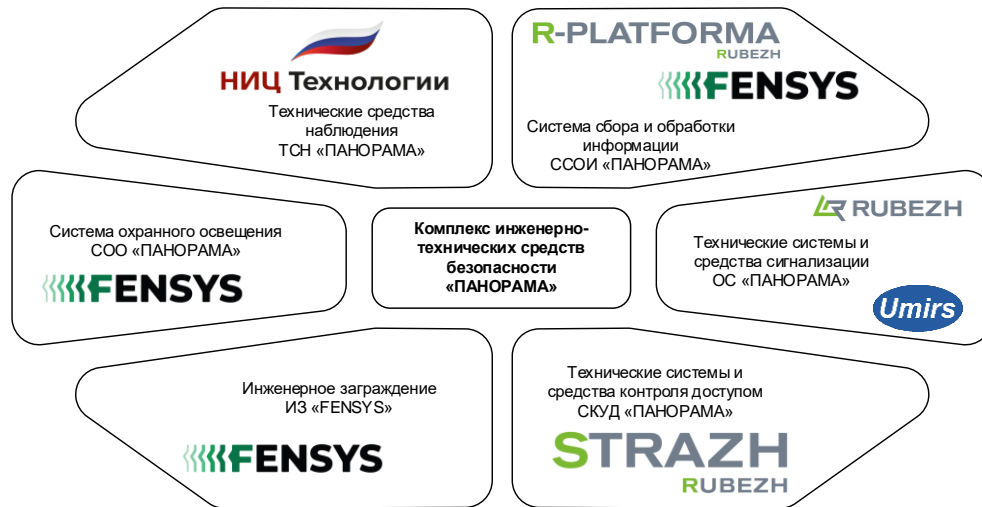 НИЦ Технологии
Технические средства
наблюдения
ТСН «ПАНОРАМА»
R-PLATFORMA
RUBEZH
FENSYS
Система сбора и обработки
информации
ССОИ «ПАНОРАМА»
Система охранного освещения
СОО «ПАНОРАМА»
FENSYS
Комплекс инженерно-
технических средств
безопасности
«ПАНОРАМА»
RUBEZH
Технические системы и
средства сигнализации
ОС «ПАНОРАМА»
Umirs
Инженерное заграждение
ИЗ «FENSYS»
FENSYS
Технические системы и
средства контроля доступом
СКУД «ПАНОРАМА»
STRAZH
RUBEZH